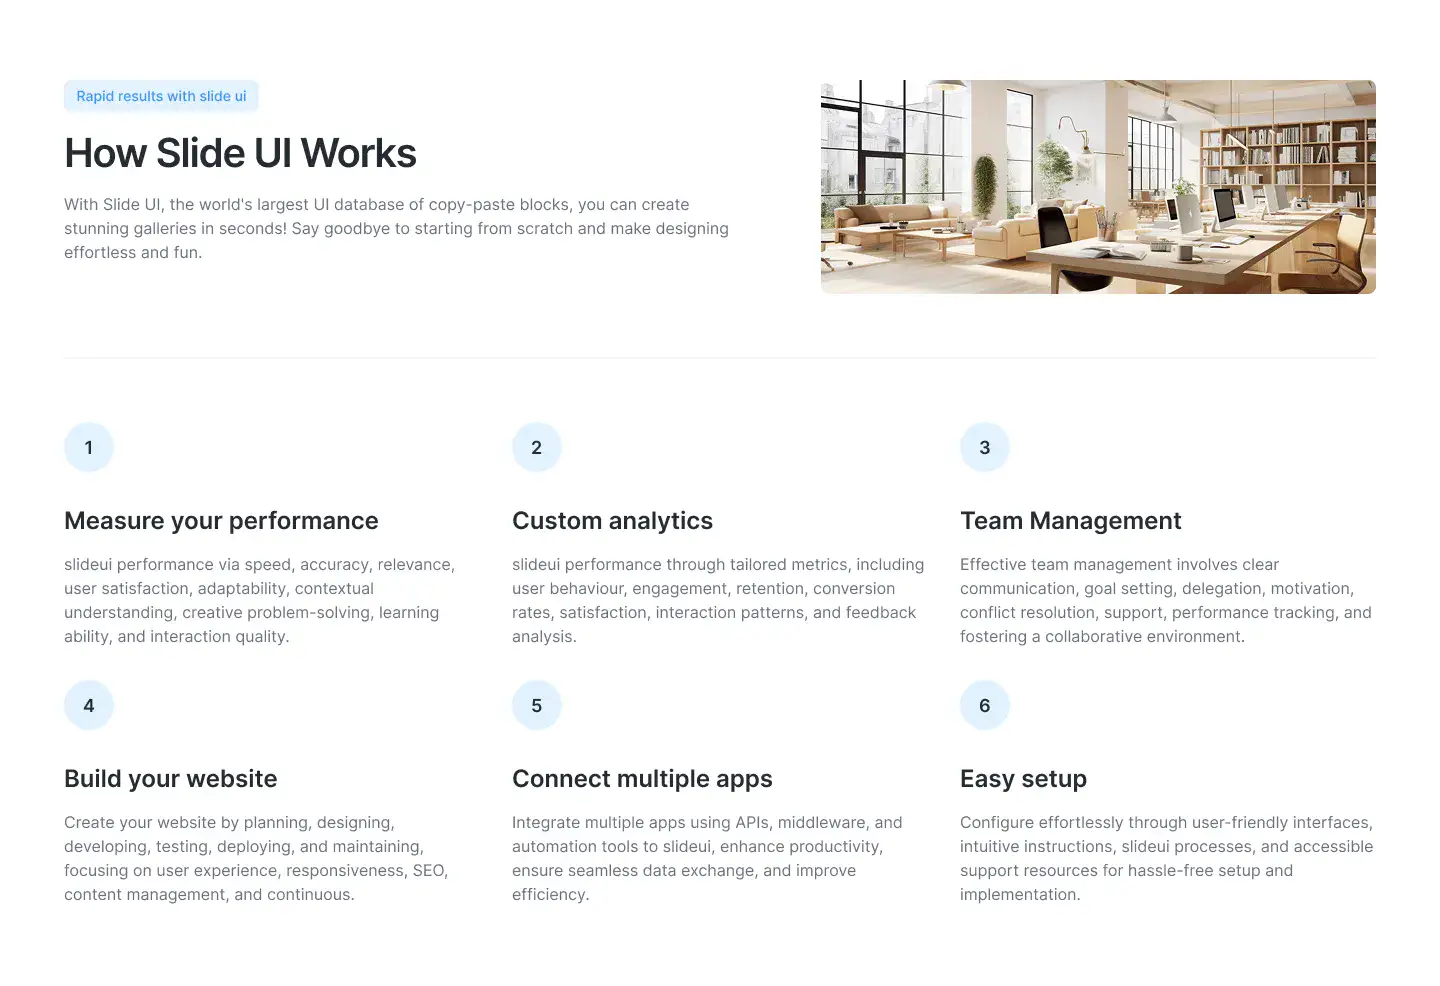 Rapid results with slide ui
How Slide UI Works
With Slide UI, the world's largest UI database of copy-paste blocks, you can create
stunning galleries in seconds! Say goodbye to starting from scratch and make designing
effortless and fun.
1
Measure your performance
slideui performance via speed, accuracy, relevance,
user satisfaction, adaptability, contextual
understanding, creative problem-solving, learning
ability, and interaction quality.
2
Custom analytics
slideui performance through tailored metrics, including
user behaviour, engagement, retention, conversion
rates, satisfaction, interaction patterns, and feedback
analysis.
3
Team Management
Effective team management involves clear
communication, goal setting, delegation, motivation,
conflict resolution, support, performance tracking, and
fostering a collaborative environment.
4
Build your website
Create your website by planning, designing,
developing, testing, deploying, and maintaining,
focusing on user experience, responsiveness, SEO,
content management, and continuous.
5
Connect multiple apps
Integrate multiple apps using APIs, middleware, and
automation tools to slideui, enhance productivity,
ensure seamless data exchange, and improve
efficiency.
6
Easy setup
Configure effortlessly through user-friendly interfaces,
intuitive instructions, slideui processes, and accessible
support resources for hassle-free setup and
implementation.